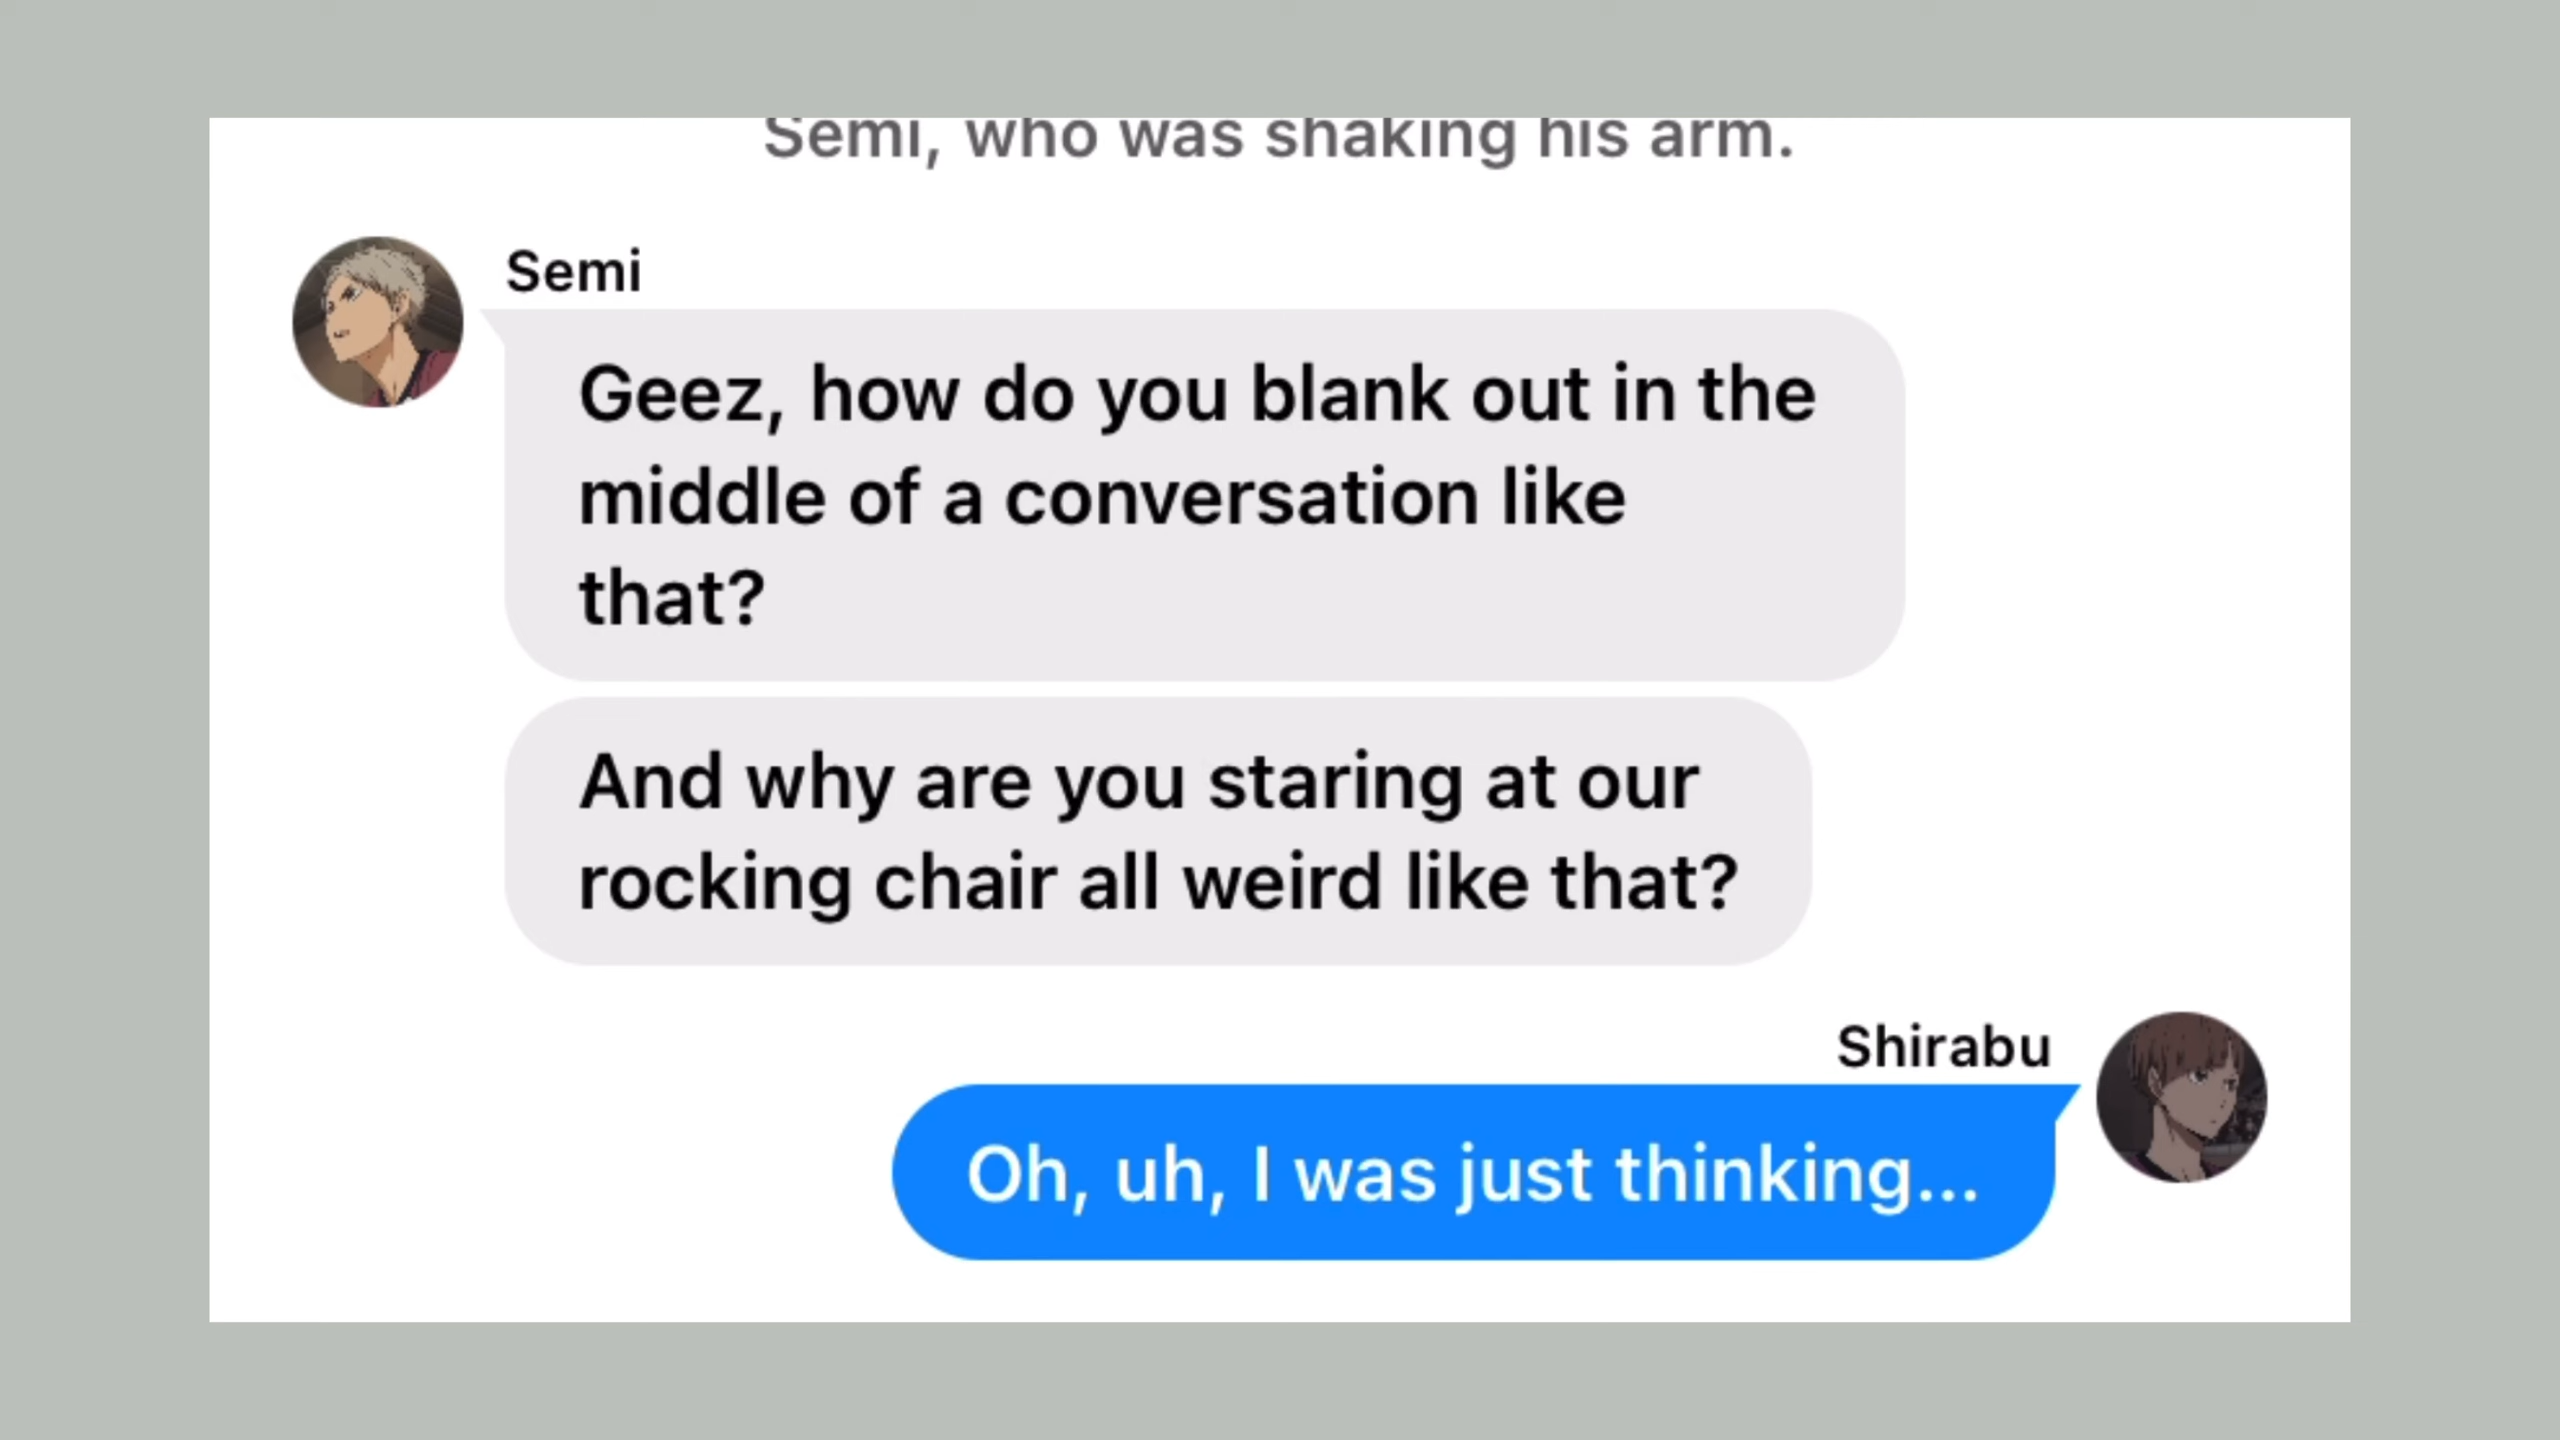 Semi, who was shaking his arm.
Semi
Geez, how do you blank out in the
middle of a conversation like
that?
And why are you staring at our
rocking chair all weird like that?
Shirabu
Oh, uh, I was just thinking...